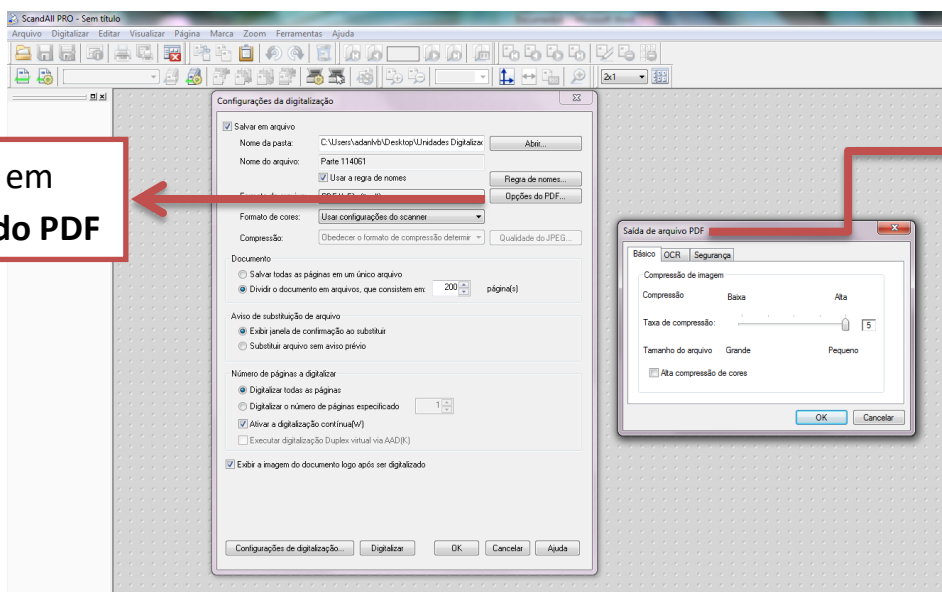 ScandAll PRO - Sem título
Arquivo Digitalizar Editar Visualizar Página Marca Zoom Ferramentas Ajuda
2x1
em
do PDF
Configurações da digitalização
Salvar em arquivo
Nome da pasta: C:\Users\adanlvb\Desktop\Unidades Digitalizac Abrir...
Nome do arquivo: Parte 114061
Usar a regra de nomes Regra de nomes...
Opções do PDF...
Formato de cores: Usar configurações do scanner
Compressão: Obedecer o formato de compressão determir Qualidade do JPEG...
Documento
Salvar todas as páginas em um único arquivo
Dividir o documento em arquivos, que consistem em: 200 página(s)
Aviso de substituição de arquivo
Exibir janela de confirmação ao substituir
Substituir arquivo sem aviso prévio
Número de páginas a digitalizar
Digitalizar todas as páginas
Digitalizar o número de páginas especificado 1
Ativar a digitalização contínua(W)
Executar digitalização Duplex virtual via AAD(K)
Exibir a imagem do documento logo após ser digitalizado
Configurações de digitalização... Digitalizar OK Cancelar Ajuda
Saída de arquivo PDF
Básico OCR Segurança
Compressão de imagem
Compressão Baixa Alta
Taxa de compressão: 5
Tamanho do arquivo Grande Pequeno
Alta compressão de cores
OK Cancelar